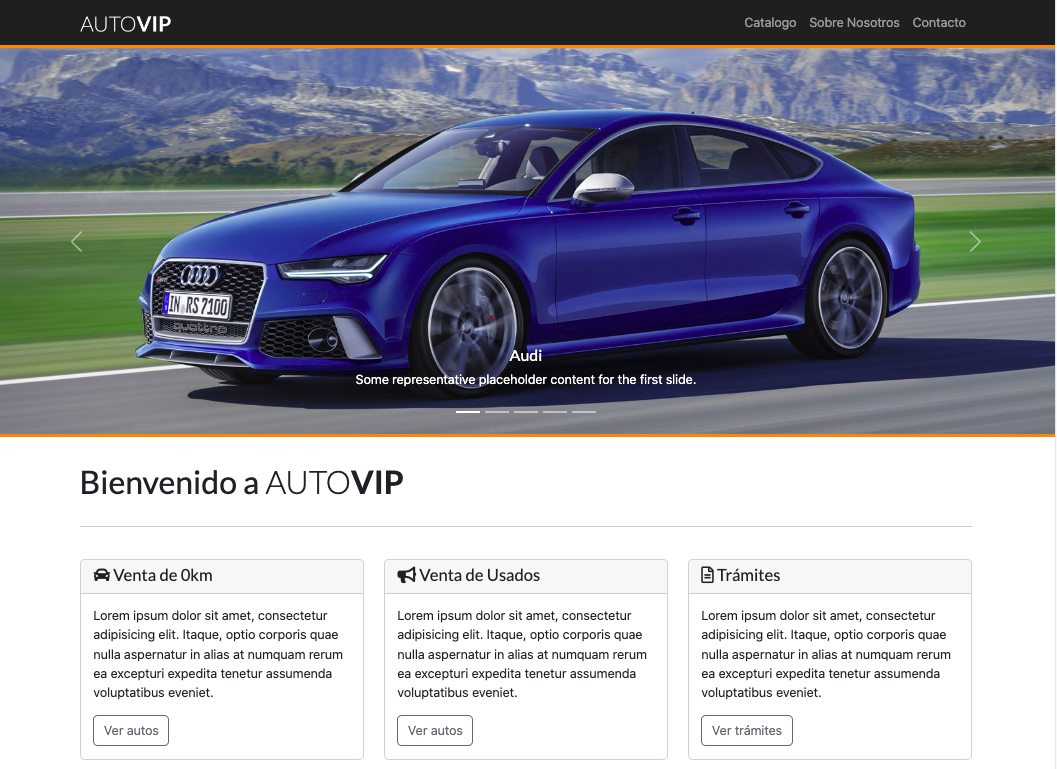 AUTOVIP
Catalogo Sobre Nosotros Contacto
IN RS 7100
quattro
Audi
Some representative placeholder content for the first slide.
Bienvenido a AUTOVIP
Venta de 0km
Lorem ipsum dolor sit amet, consectetur
adipisicing elit. Itaque, optio corporis quae
nulla aspernatur in alias at numquam rerum
ea excepturi expedita tenetur assumenda
voluptatibus eveniet.
Ver autos
Venta de Usados
Lorem ipsum dolor sit amet, consectetur
adipisicing elit. Itaque, optio corporis quae
nulla aspernatur in alias at numquam rerum
ea excepturi expedita tenetur assumenda
voluptatibus eveniet.
Ver autos
Trámites
Lorem ipsum dolor sit amet, consectetur
adipisicing elit. Itaque, optio corporis quae
nulla aspernatur in alias at numquam rerum
ea excepturi expedita tenetur assumenda
voluptatibus eveniet.
Ver trámites